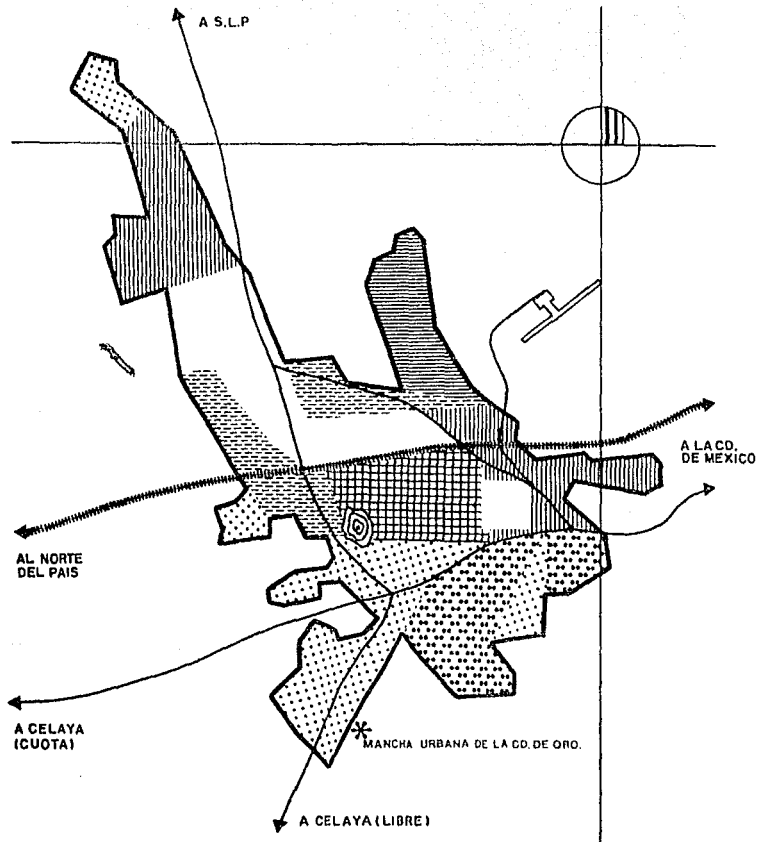 A S.L.P
A LA CD.
DE MEXICO
AL NORTE
DEL PAIS
A CELAYA
(CUOTA)
MANCHA URBANA DE LA CD. DE QRO.
A CELAYA (LIBRE)